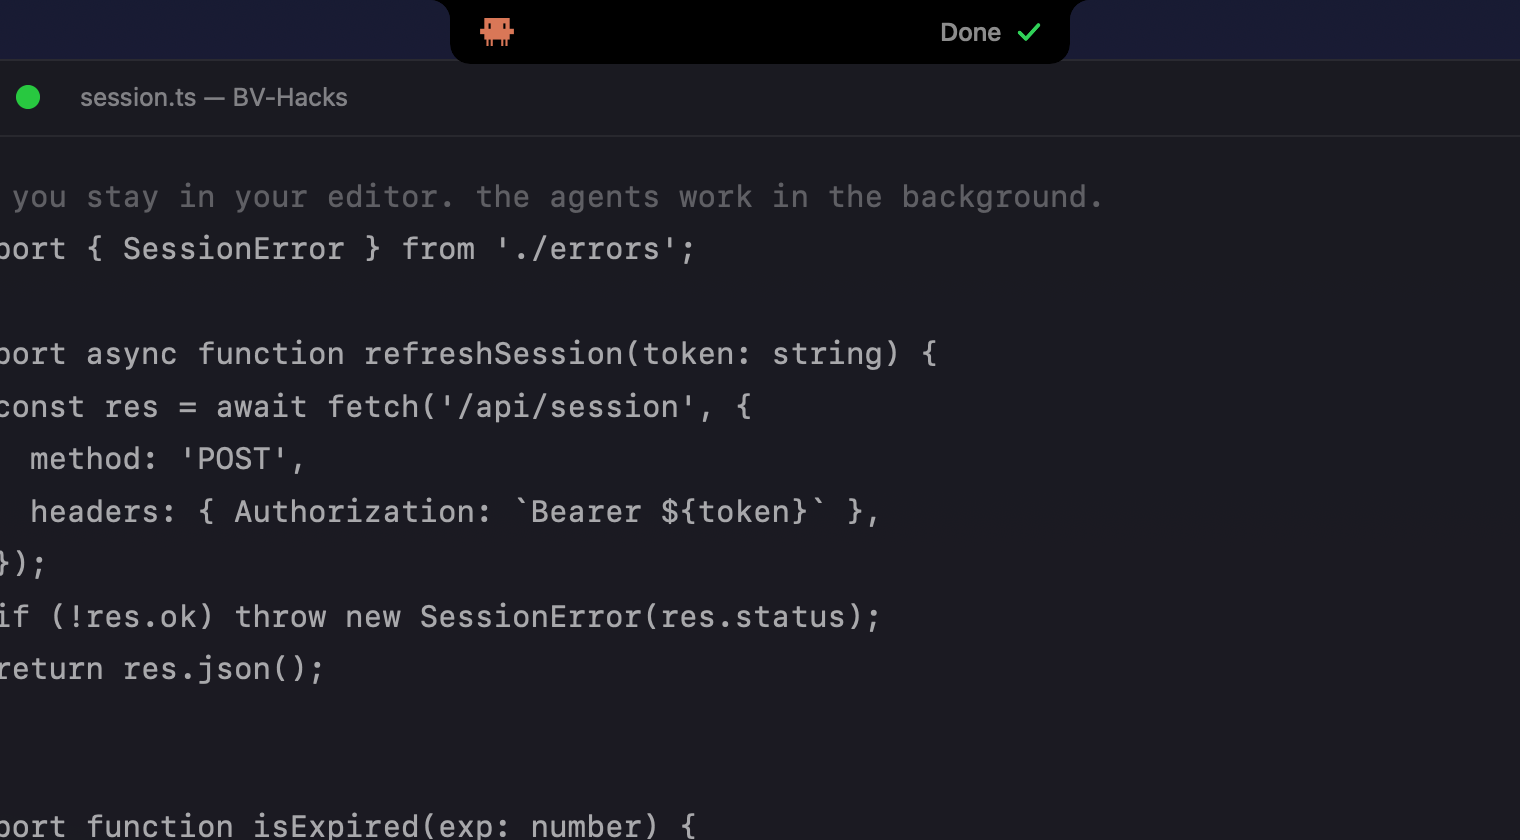 Done
session.ts — BV-Hacks
you stay in your editor. the agents work in the background.
port { SessionError } from './errors';
port async function refreshSession(token: string) {
const res = await fetch('/api/session', {
method: 'POST',
headers: { Authorization: `Bearer ${token}` },
});
if (!res.ok) throw new SessionError(res.status);
return res.json();
port function isExpired(exp: number) {